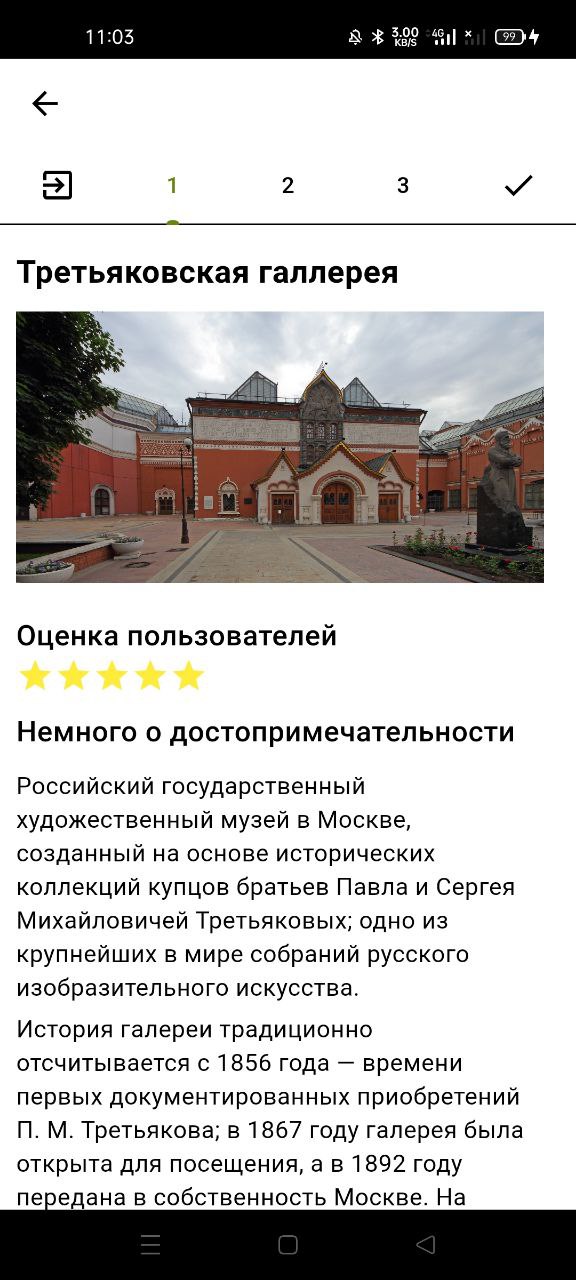 11:03
3.00
KB/S
4G
99
1
2
3
Третьяковская галлерея
Оценка пользователей
Немного о достопримечательности
Российский государственный
художественный музей в Москве,
созданный на основе исторических
коллекций купцов братьев Павла и Сергея
Михайловичей Третьяковых; одно из
крупнейших в мире собраний русского
изобразительного искусства.
История галереи традиционно
отсчитывается с 1856 года — времени
первых документированных приобретений
П. М. Третьякова; в 1867 году галерея была
открыта для посещения, а в 1892 году
передана в собственность Москве. На